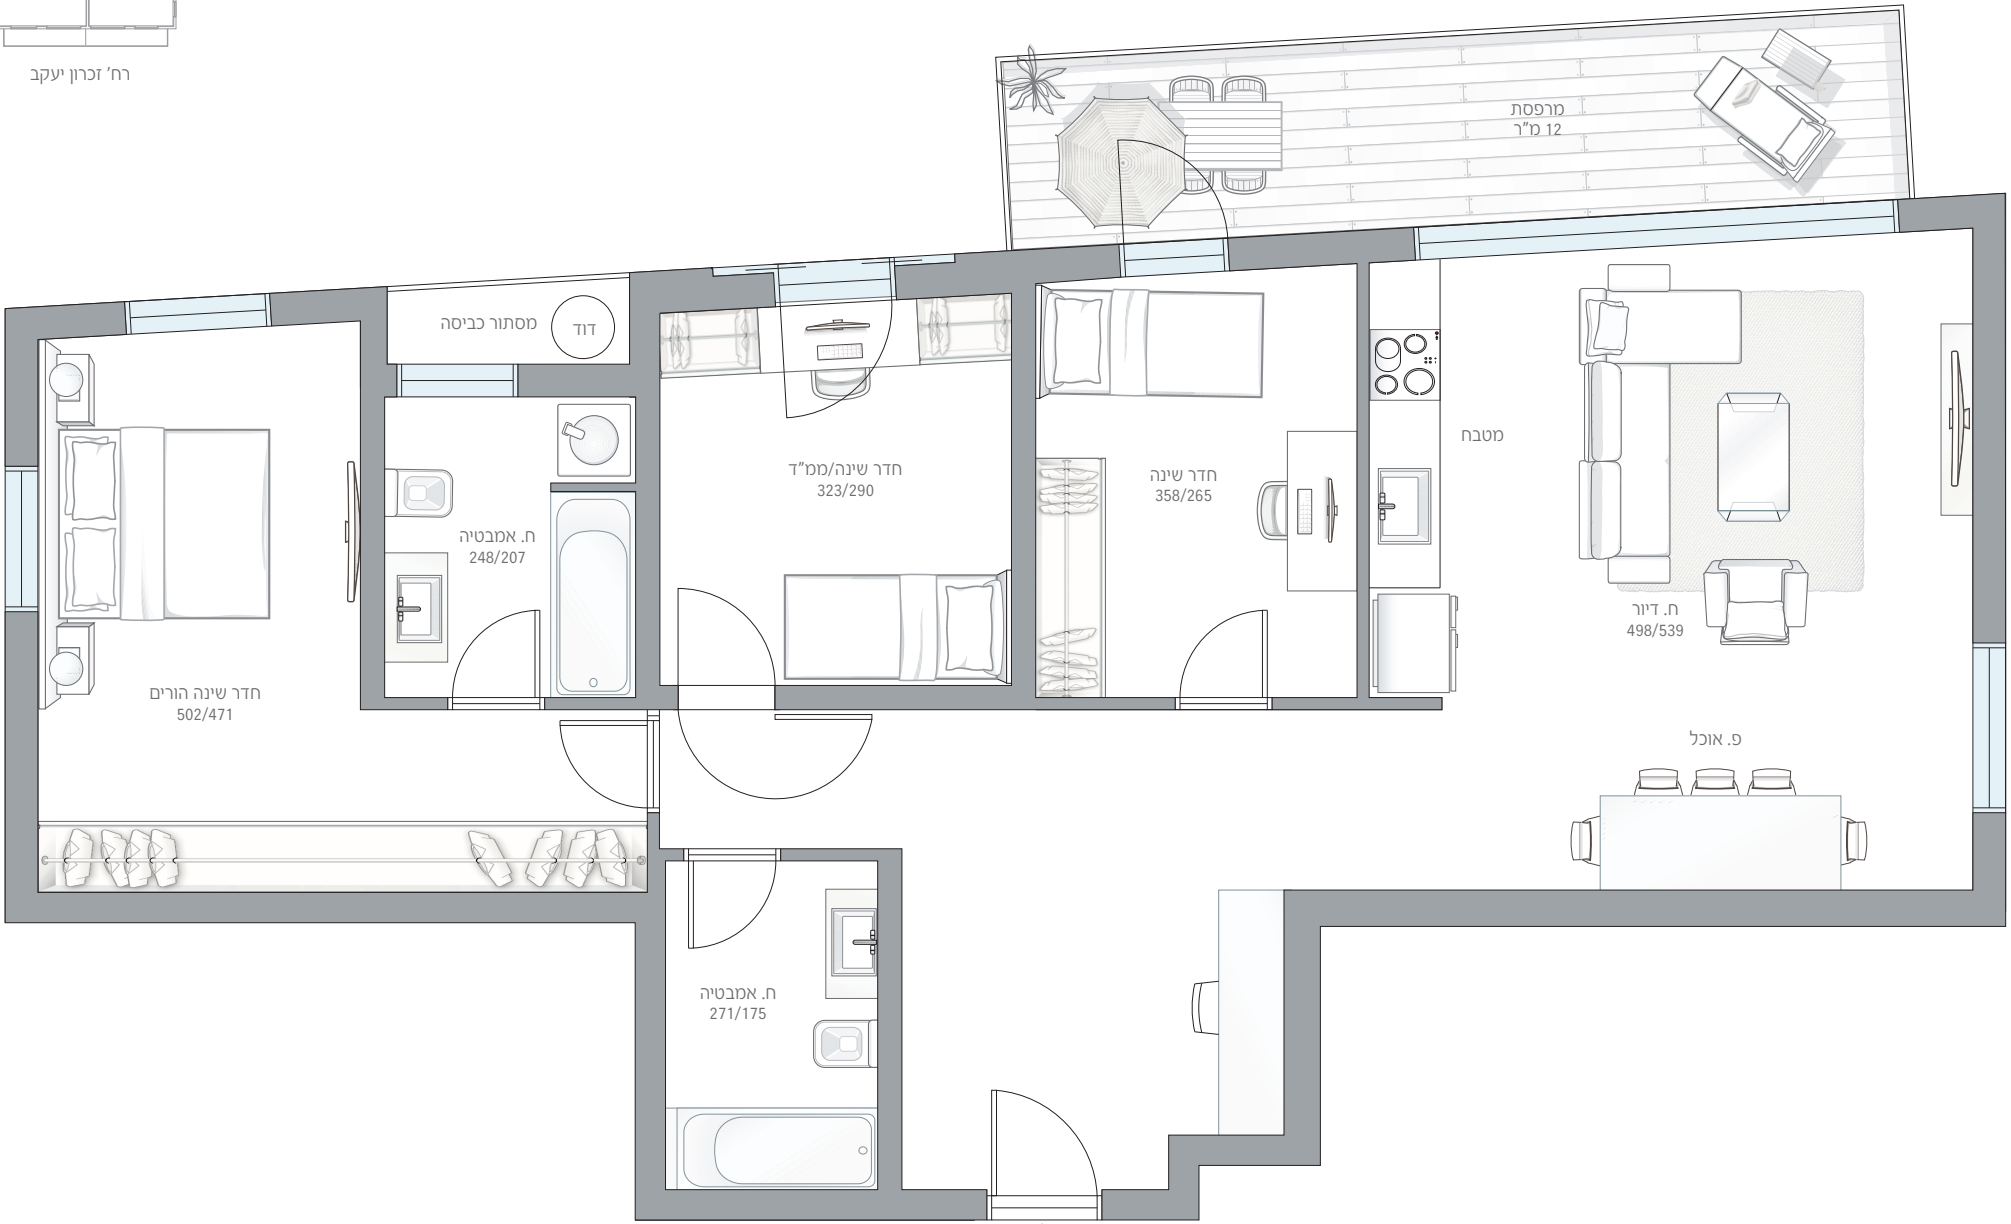 רח' זכרון יעקב
מרפסת
12 מ"ר
מסתור כביסה
דוד
מטבח
חדר שינה/ממ"ד
323/290
חדר שינה
358/265
ח. אמבטיה
248/207
ח. דיור
498/539
חדר שינה הורים
502/471
פ. אוכל
ח. אמבטיה
271/175